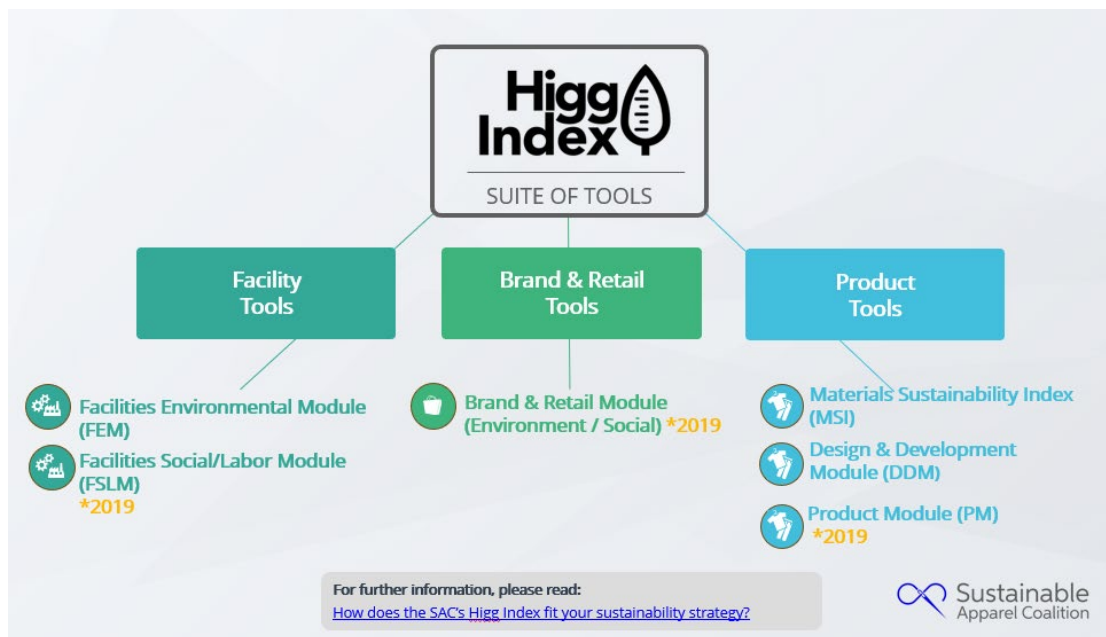 Higg
Index
SUITE OF TOOLS
Facility
Tools
Brand & Retail
Tools
Product
Tools
Facilities Environmental Module
(FEM)
Facilities Social/Labor Module
(FSLM)
*2019
Brand & Retail Module
(Environment / Social) *2019
Materials Sustainability Index
(MSI)
Design & Development
Module (DDM)
Product Module (PM)
*2019
For further information, please read:
How does the SAC's Higg Index fit your sustainability strategy?
Sustainable
Apparel Coalition